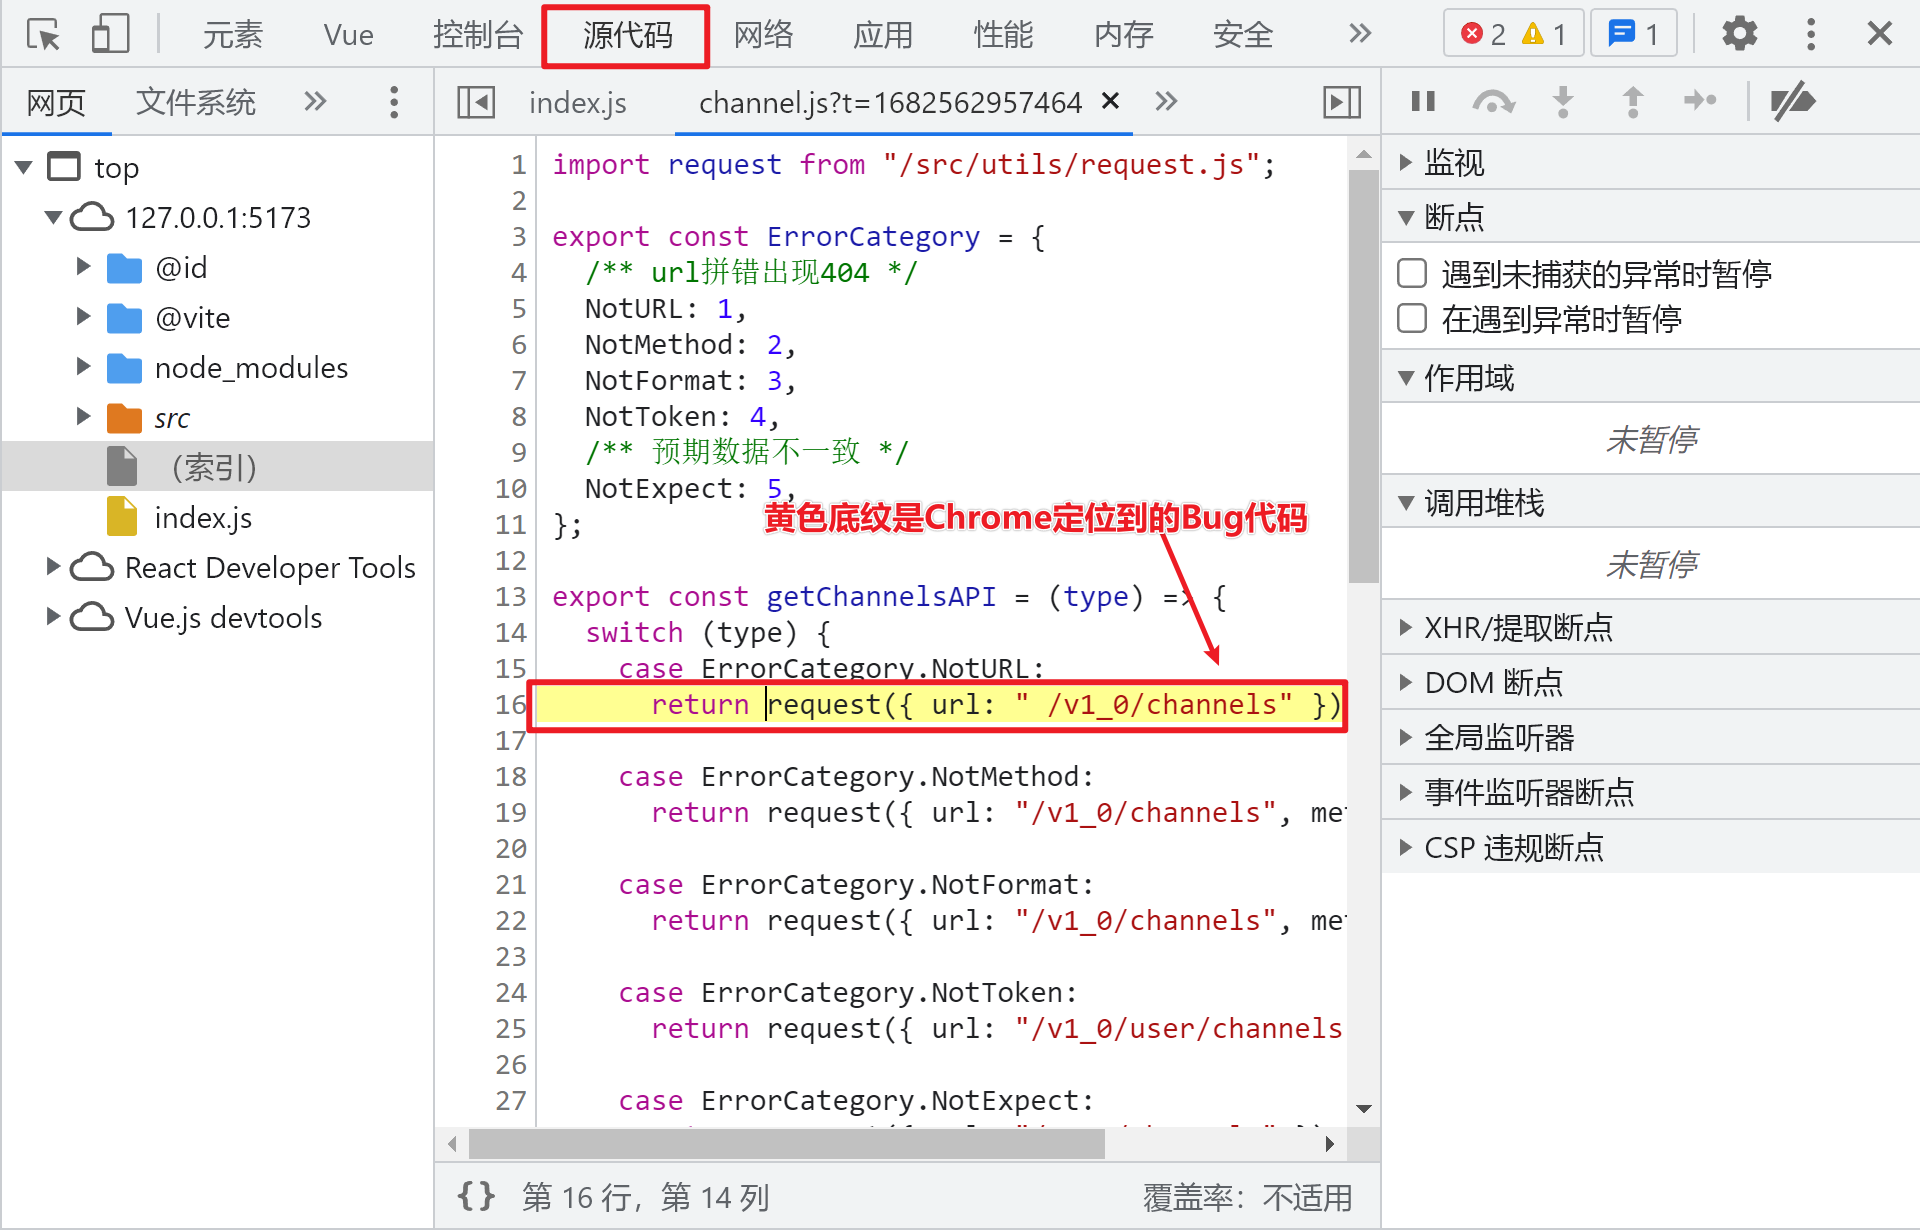 元素 Vue 控制台 源代码 网络 应用 性能 内存 安全 » 2 1 1
网页 文件系统 »
index.js channel.js?t=1682562957464 × »
top
127.0.0.1:5173
@id
@vite
node_modules
src
（索引）
index.js
React Developer Tools
Vue.js devtools
1 import request from "/src/utils/request.js";
2
3 export const ErrorCategory = {
4 /** url拼错出现404 */
5 NotURL: 1,
6 NotMethod: 2,
7 NotFormat: 3,
8 NotToken: 4,
9 /** 预期数据不一致 */
10 NotExpect: 5,
11 };
黄色底纹是Chrome定位到的Bug代码
12
13 export const getChannelsAPI = (type) => {
14 switch (type) {
15 case ErrorCategory.NotURL:
16 return request({ url: " /v1_0/channels" })
17
18 case ErrorCategory.NotMethod:
19 return request({ url: "/v1_0/channels", me
20
21 case ErrorCategory.NotFormat:
22 return request({ url: "/v1_0/channels", me
23
24 case ErrorCategory.NotToken:
25 return request({ url: "/v1_0/user/channels
26
27 case ErrorCategory.NotExpect:
{} 第 16 行，第 14 列 覆盖率：不适用
监视
断点
遇到未捕获的异常时暂停
在遇到异常时暂停
作用域
未暂停
调用堆栈
未暂停
XHR/提取断点
DOM 断点
全局监听器
事件监听器断点
CSP 违规断点